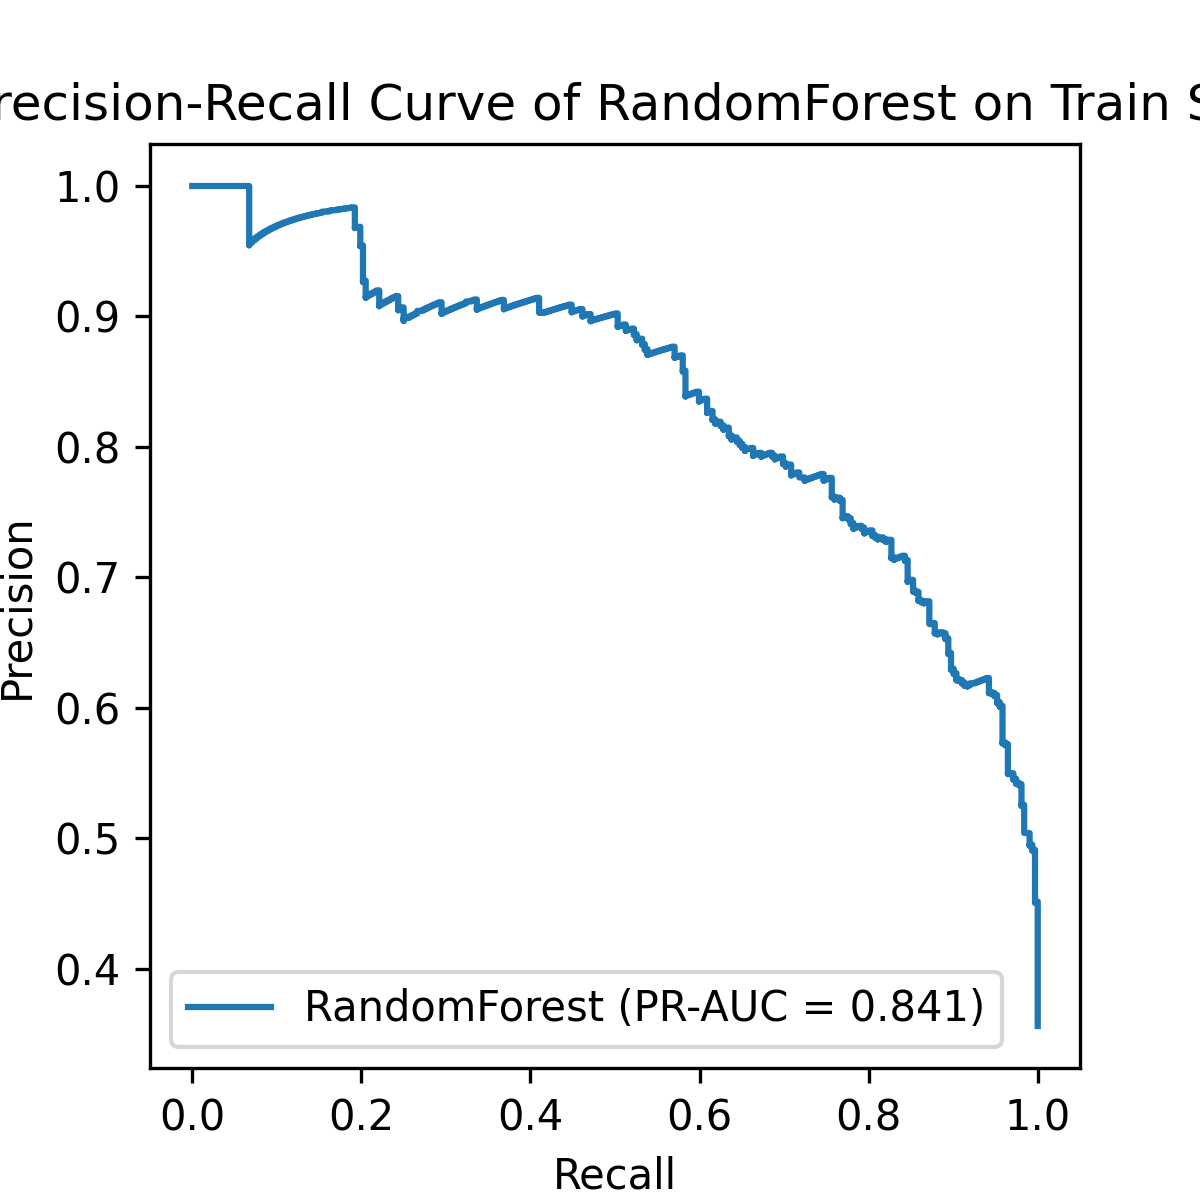 recision-Recall Curve of RandomForest on Train S
1.0
0.9
0.8
0.7
0.6
0.5
0.4
Precision
RandomForest (PR-AUC = 0.841)
0.0 0.2 0.4 0.6 0.8 1.0
Recall